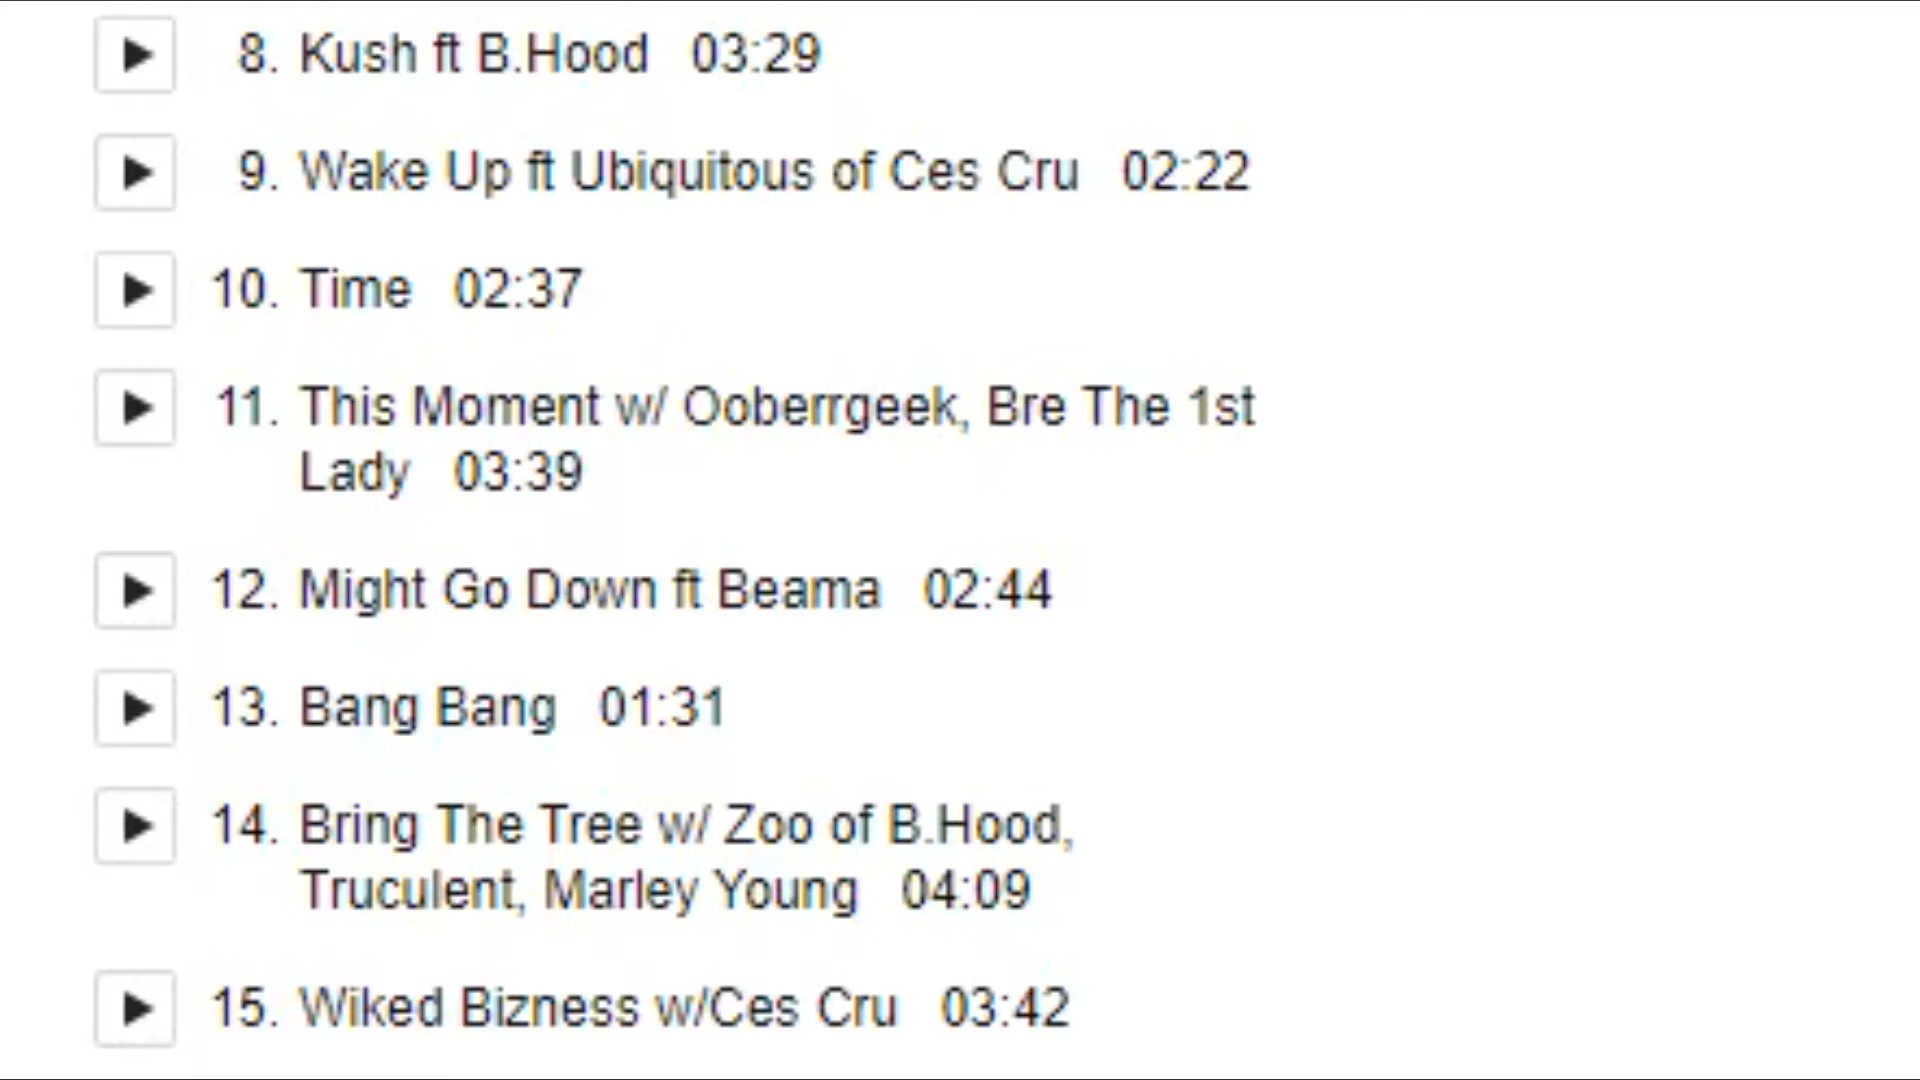 8. Kush ft B.Hood 03:29
9. Wake Up ft Ubiquitous of Ces Cru 02:22
10. Time 02:37
11. This Moment w/ Ooberrgeek, Bre The 1st
Lady 03:39
12. Might Go Down ft Beama 02:44
13. Bang Bang 01:31
14. Bring The Tree w/ Zoo of B.Hood,
Truculent, Marley Young 04:09
15. Wiked Bizness w/Ces Cru 03:42